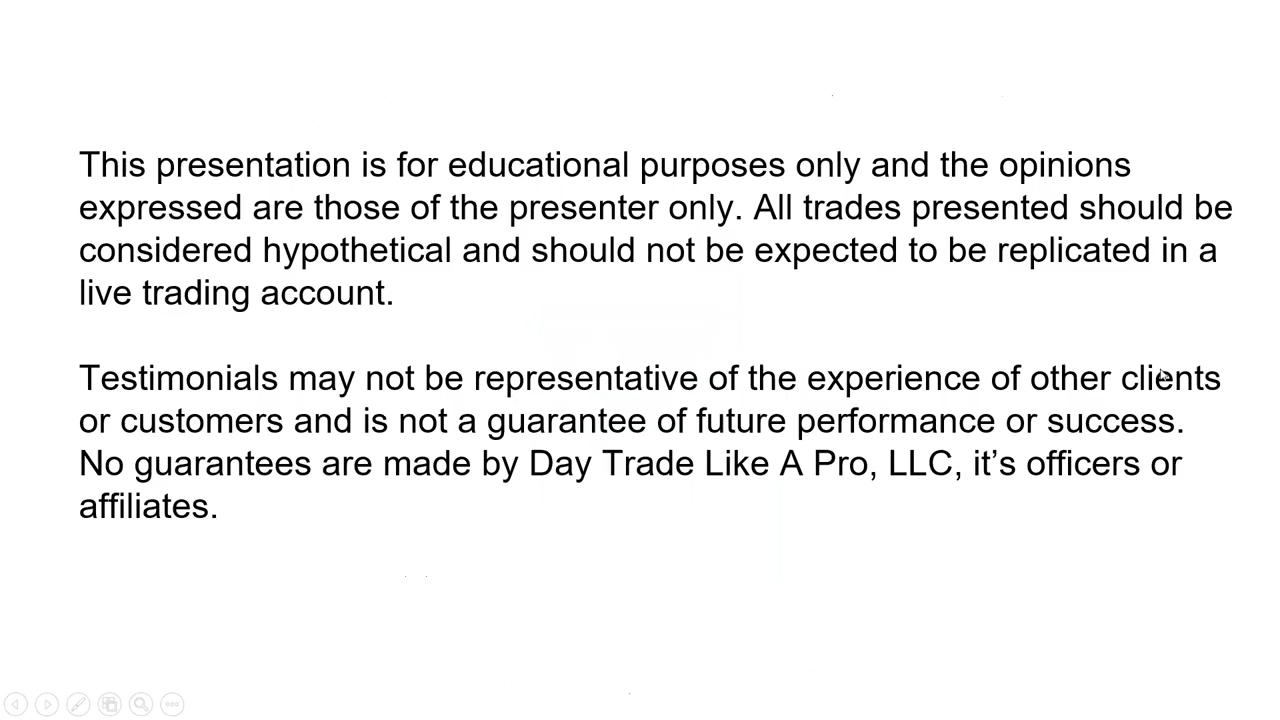 This presentation is for educational purposes only and the opinions
expressed are those of the presenter only. All trades presented should be
considered hypothetical and should not be expected to be replicated in a
live trading account.
Testimonials may not be representative of the experience of other clients
or customers and is not a guarantee of future performance or success.
No guarantees are made by Day Trade Like A Pro, LLC, it’s officers or
affiliates.